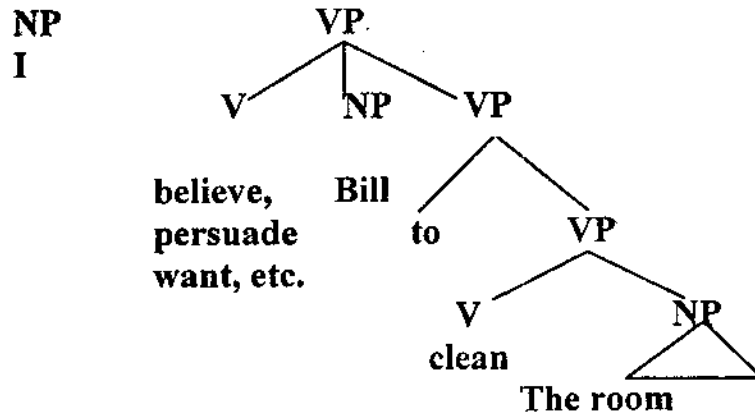 NP VP
I
V NP VP
believe, Bill
persuade to VP
want, etc.
V NP
clean
The room